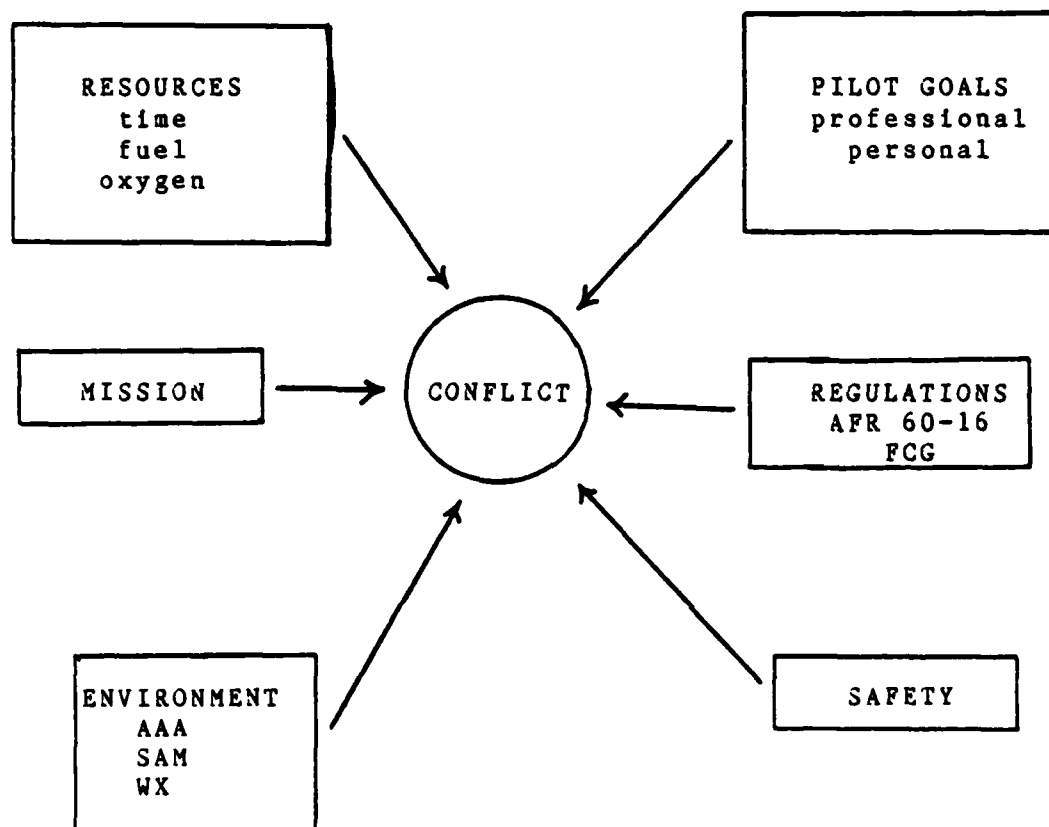 RESOURCES
time
fuel
oxygen
PILOT GOALS
professional
personal
MISSION
CONFLICT
REGULATIONS
AFR 60-16
FCG
ENVIRONMENT
AAA
SAM
WX
SAFETY